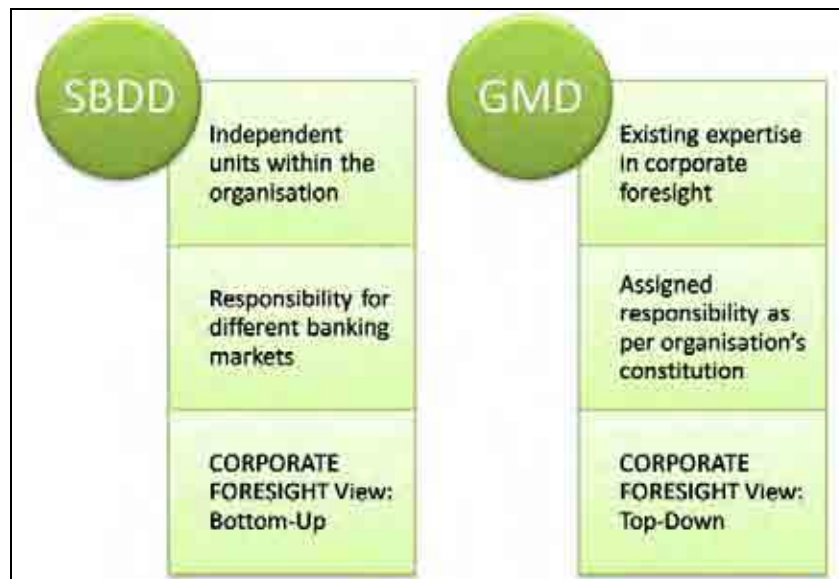 SBDD
Independent
units within the
organisation
Responsibility for
different banking
markets
CORPORATE
FORESIGHT View:
Bottom-Up
GMD
Existing expertise
in corporate
foresight
Assigned
responsibility as
per organisation's
constitution
CORPORATE
FORESIGHT View:
Top-Down